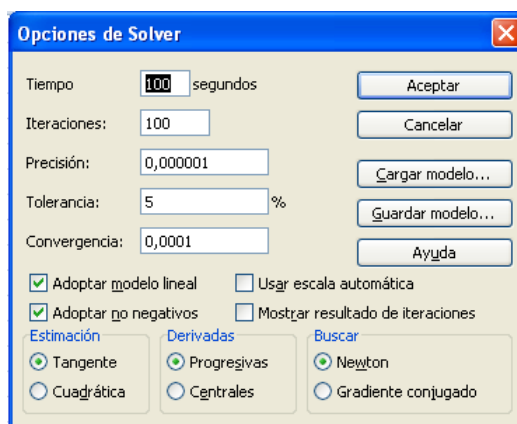 Opciones de Solver
Tiempo 100 segundos Aceptar
Iteraciones: 100 Cancelar
Precisión: 0,000001 Cargar modelo...
Tolerancia: 5 % Guardar modelo...
Convergencia: 0,0001 Ayuda
Adoptar modelo lineal Usar escala automática
Adoptar no negativos Mostrar resultado de iteraciones
Estimación Derivadas Buscar
Tangente Progresivas Newton
Cuadrática Centrales Gradiente conjugado